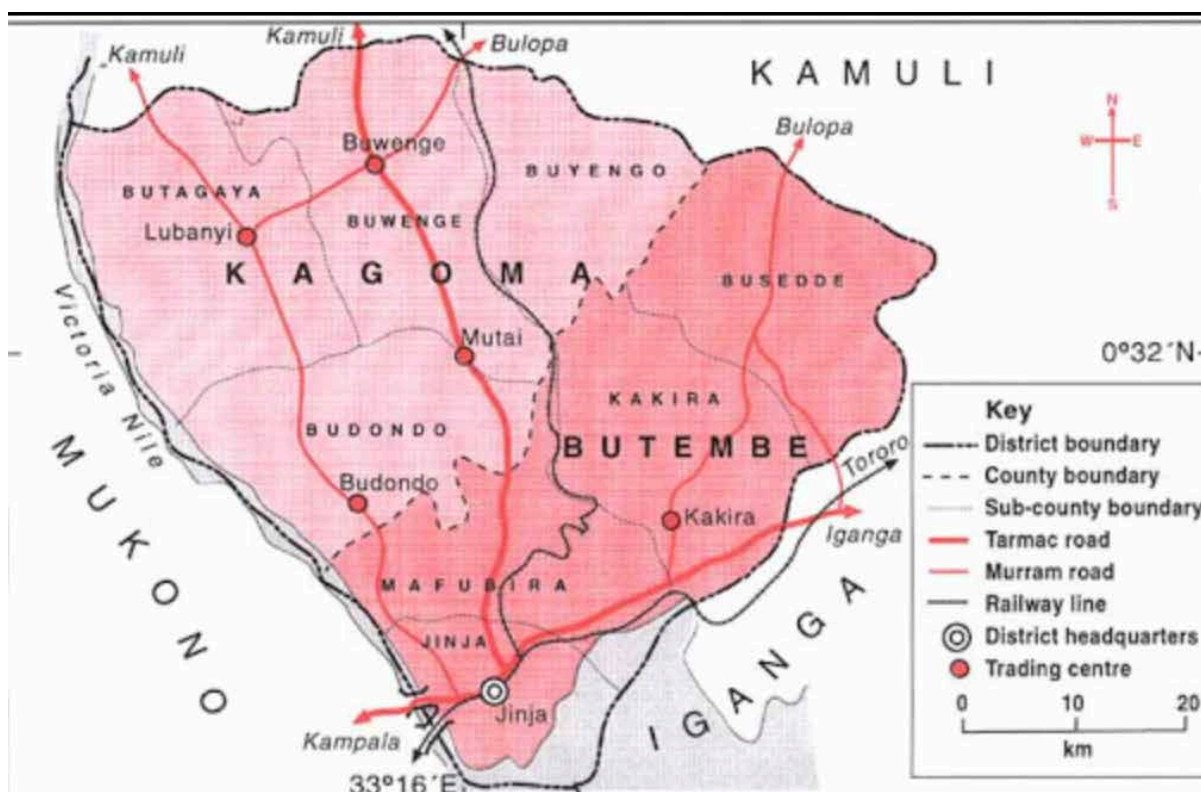 Kamuli
Kamuli
Bulopa
KAMULI
N
W E
S
Bulopa
Buwenge
BUYENGO
BUTAGAYA
BUWENGE
Lubanyi
KAGOMA
BUSEDDE
Victoria Nile
Mutai
0°32´N
KAKIRA
BUDONDO
BUTEMBE
MUKONO
Tororo
Budondo
Kakira
Iganga
MAFUBIRA
JINJA
IGANGA
Jinja
Kampala
33°16´E
Key
District boundary
County boundary
Sub-county boundary
Tarmac road
Murram road
Railway line
District headquarters
Trading centre
0 10 20
km